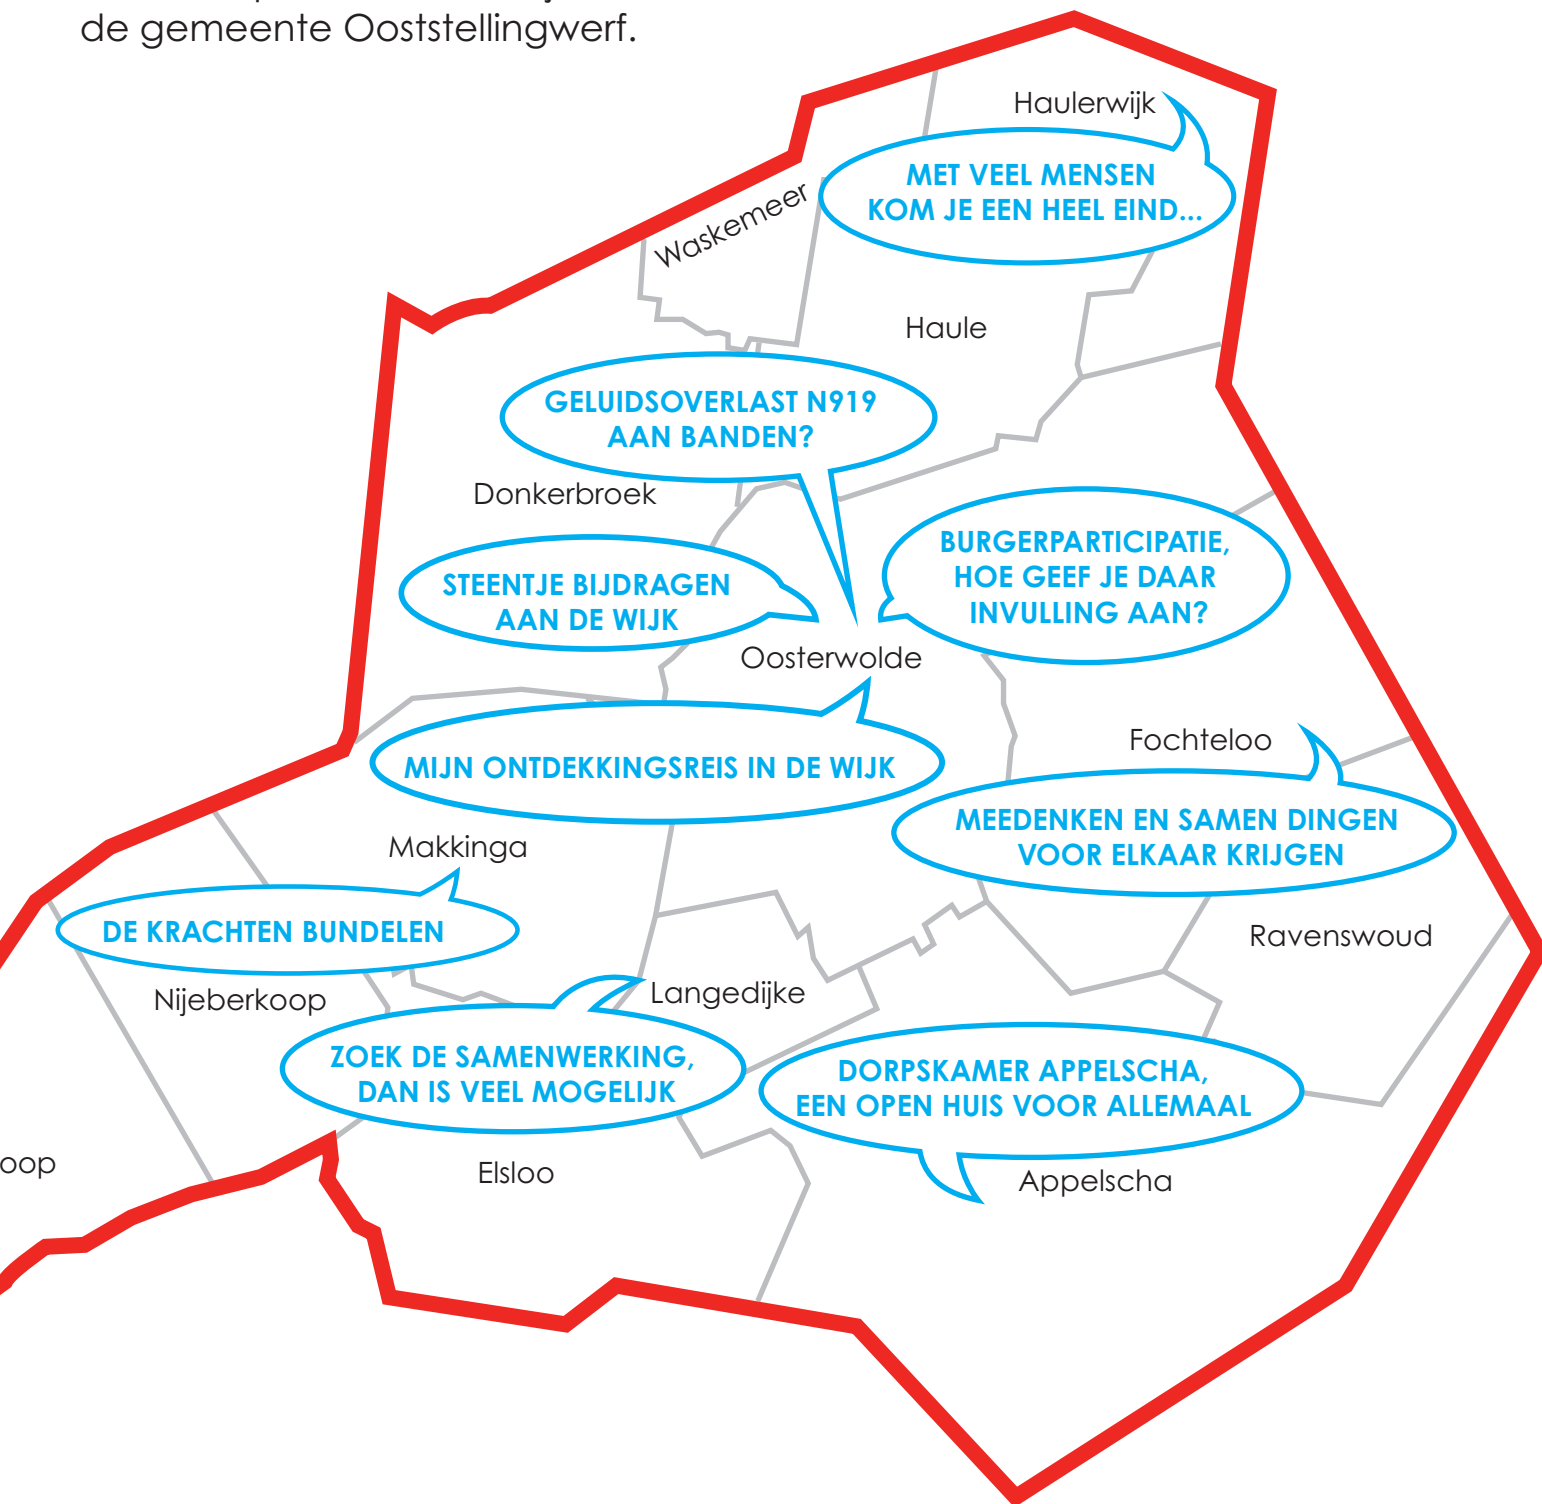 de gemeente Ooststellingwerf.
Haulerwijk
MET VEEL MENSEN
KOM JE EEN HEEL EIND...
Waskemeer
Haule
GELUIDSOVERLAST N919
AAN BANDEN?
Donkerbroek
BURGERPARTICIPATIE,
HOE GEEF JE DAAR
INVULLING AAN?
STEENTJE BIJDRAGEN
AAN DE WIJK
Oosterwolde
Fochteloo
MIJN ONTDEKKINGSREIS IN DE WIJK
MEEDENKEN EN SAMEN DINGEN
VOOR ELKAAR KRIJGEN
Makkinga
DE KRACHTEN BUNDELEN
Ravenswoud
Nijeberkoop
Langedijke
ZOEK DE SAMENWERKING,
DAN IS VEEL MOGELIJK
DORPSKAMER APPELSCHA,
EEN OPEN HUIS VOOR ALLEMAAL
oop
Elsloo
Appelscha